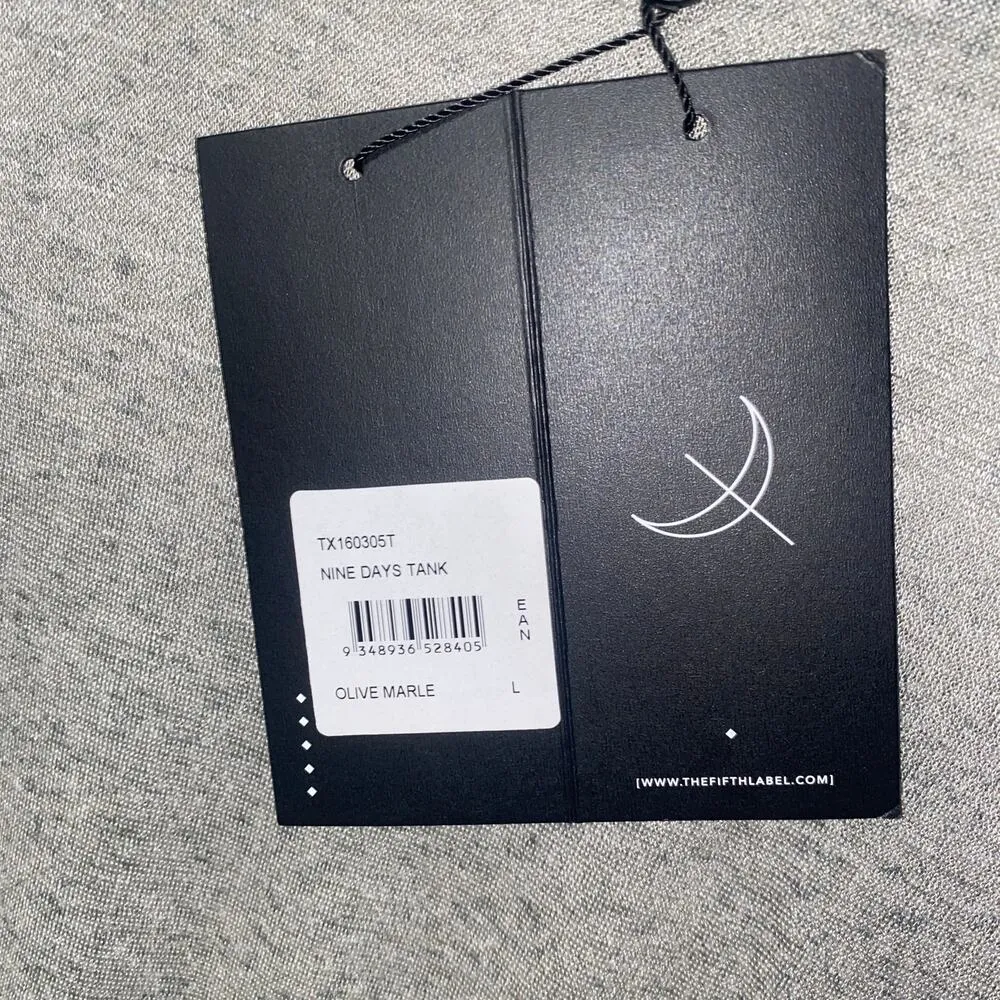 TX160305T
NINE DAYS TANK
EAN
9 348936 528405
OLIVE MARLE L
[WWW.THEFIFTHLABEL.COM]